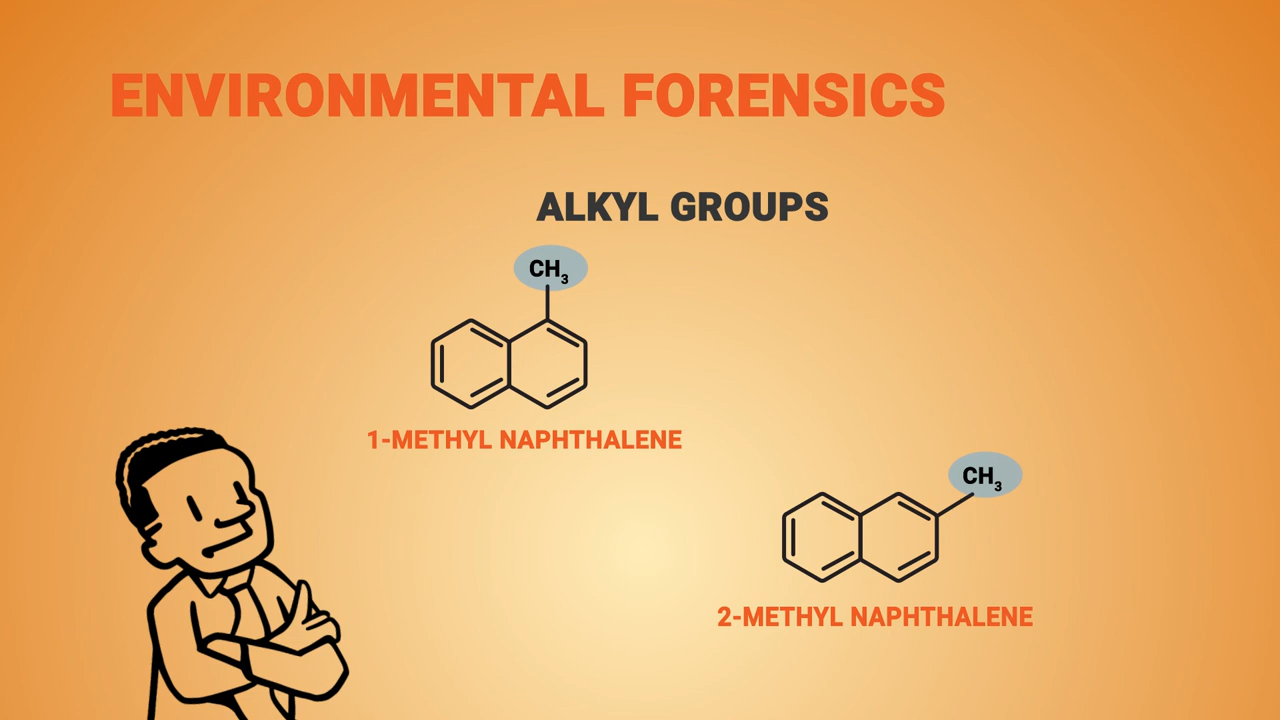 ENVIRONMENTAL FORENSICS
ALKYL GROUPS
CH₃
1-METHYL NAPHTHALENE
CH₃
2-METHYL NAPHTHALENE